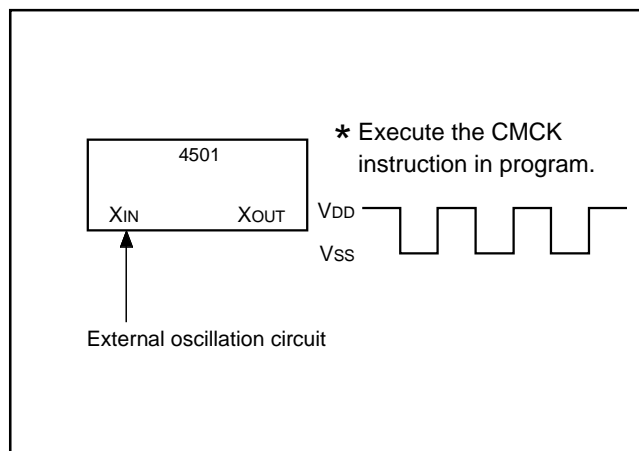 4501
XIN
XOUT
* Execute the CMCK
instruction in program.
VDD
VSS
External oscillation circuit